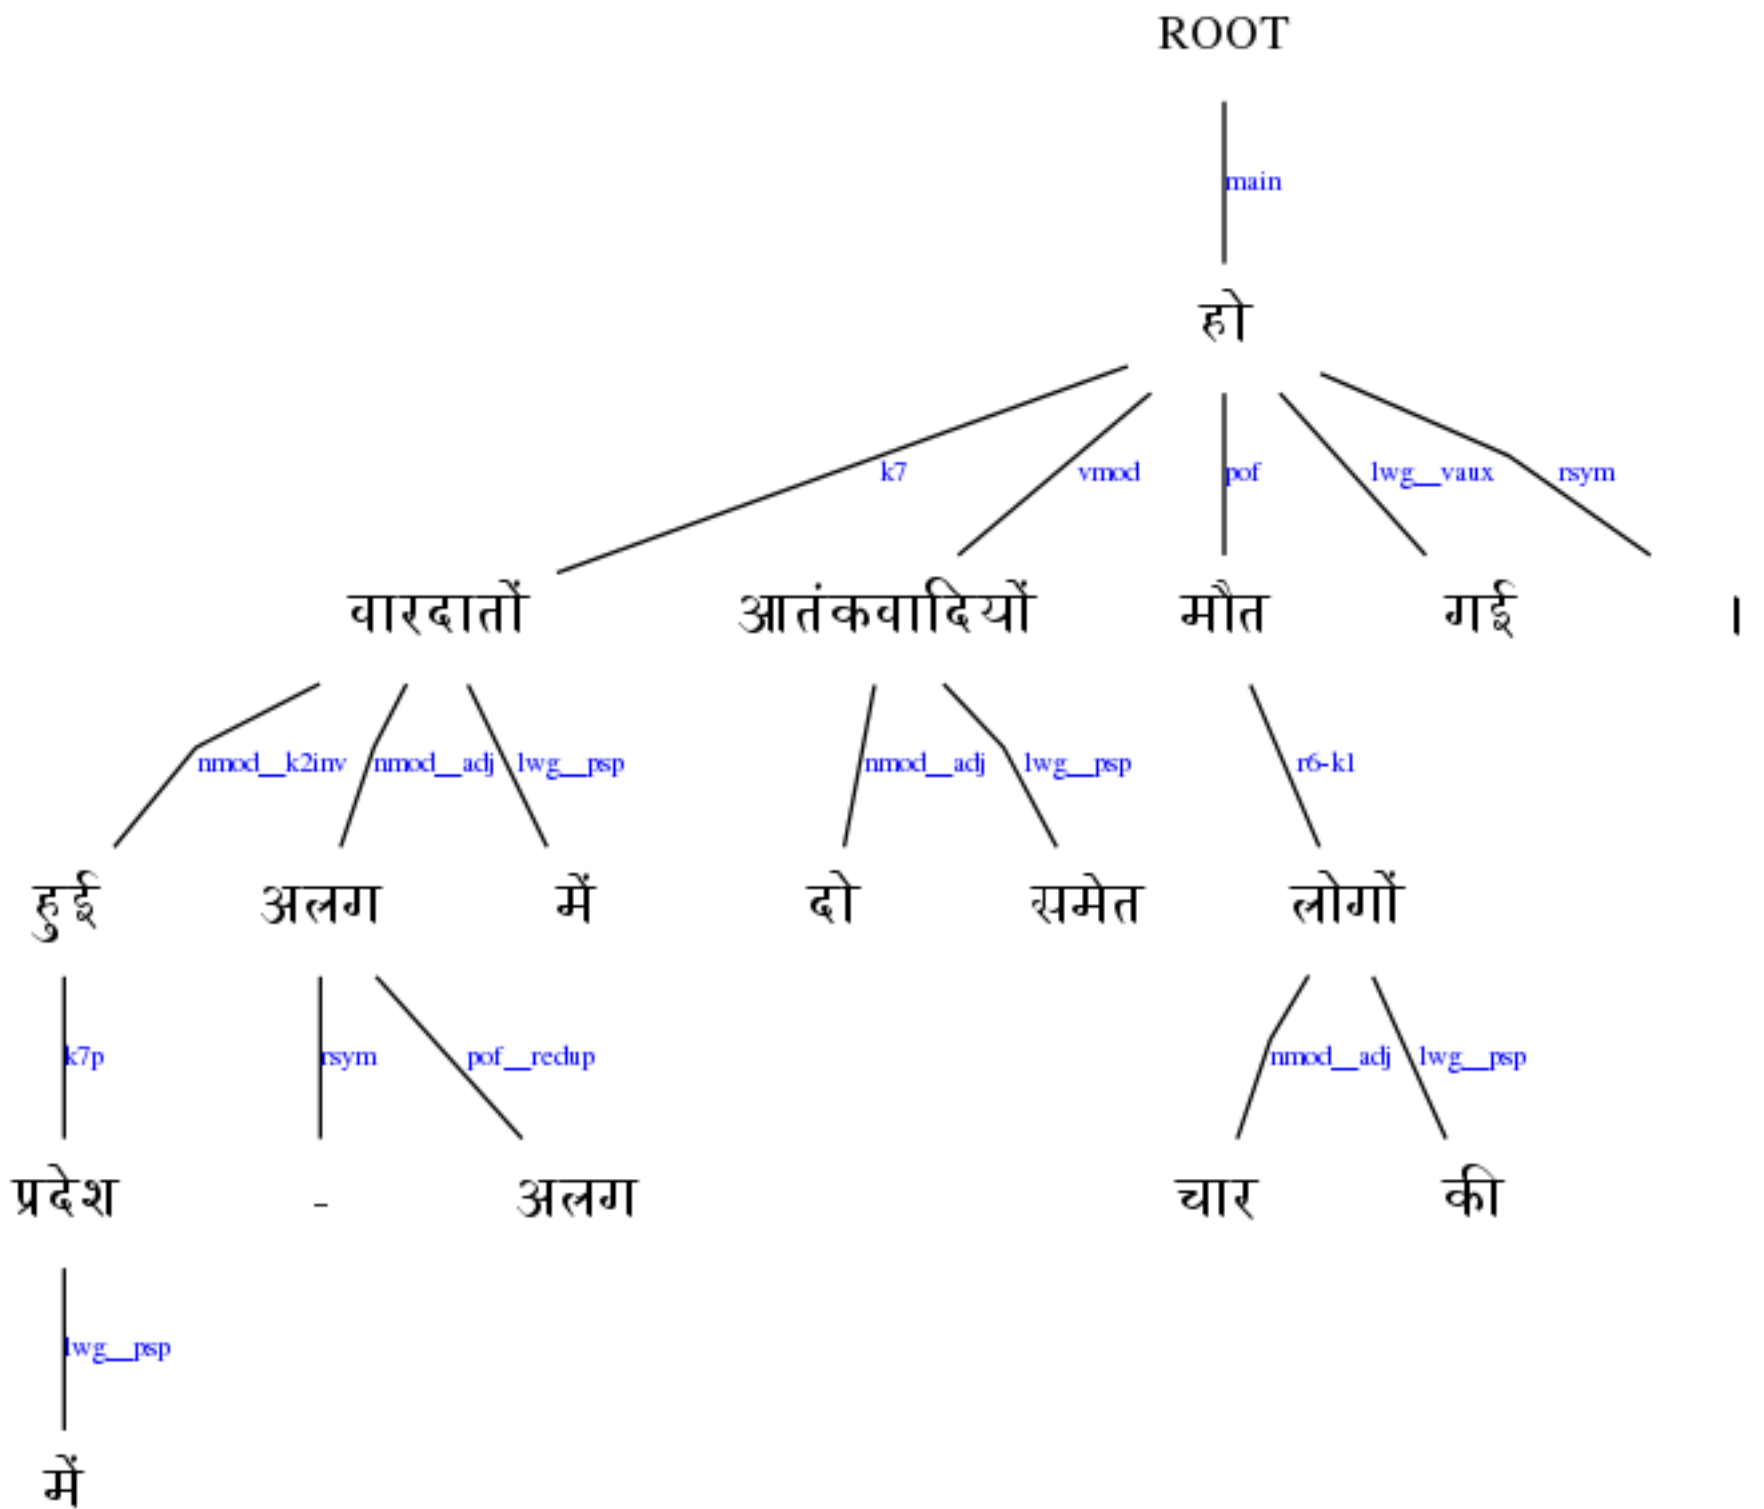 ROOT
main
हो
k7 vmod pof lwg__vaux rsym
वारदातों आतंकवादियों मौत गई ।
nmod__k2inv nmod__adj lwg__psp nmod__adj lwg__psp r6-k1
हुई अलग में दो समेत लोगों
k7p rsym pof__redup nmod__adj lwg__psp
प्रदेश - अलग चार की
lwg__psp
में